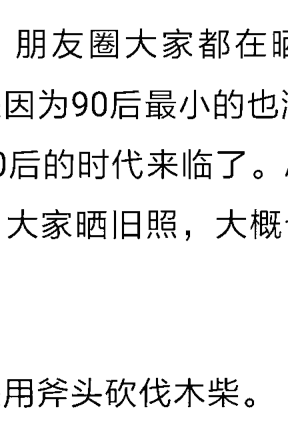 朋友圈大家都在晒
因为90后最小的也
0后的时代来临了。
大家晒旧照，大概
用斧头砍伐木柴。